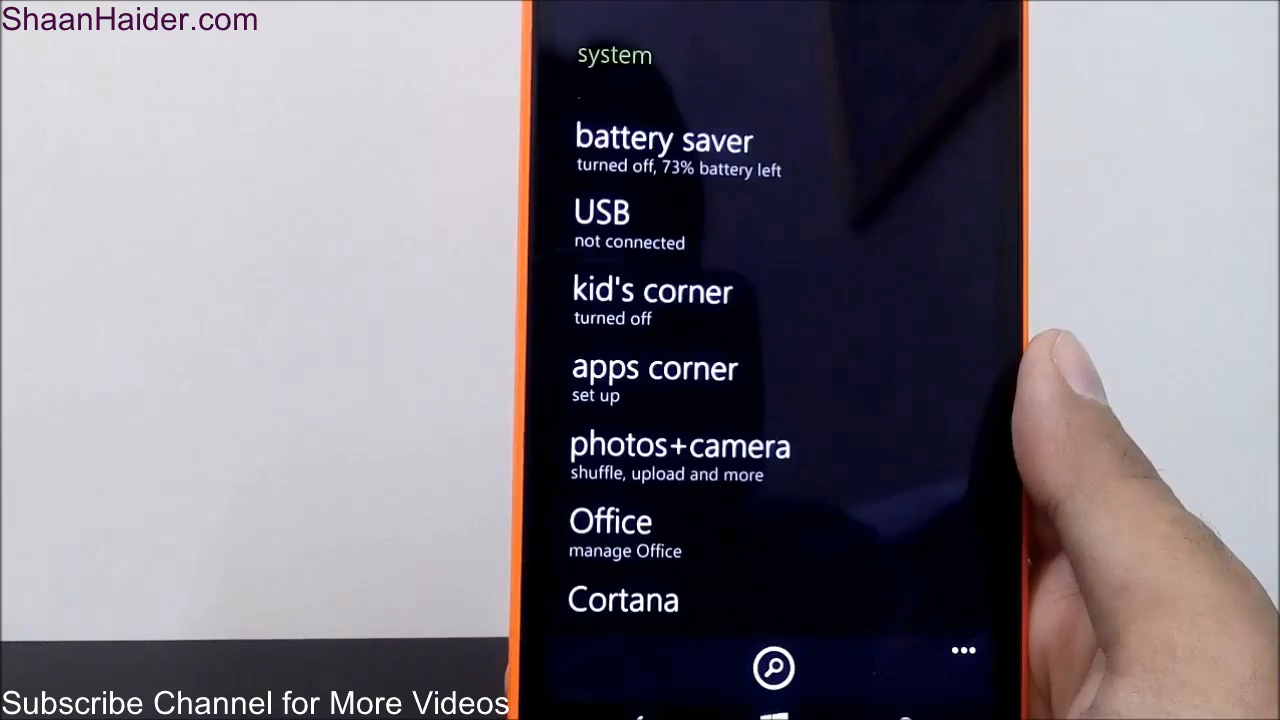 ShaanHaider.com
system
battery saver
turned off, 73% battery left
USB
not connected
kid's corner
turned off
apps corner
set up
photos+camera
shuffle, upload and more
Office
manage Office
Cortana
Subscribe Channel for More Videos